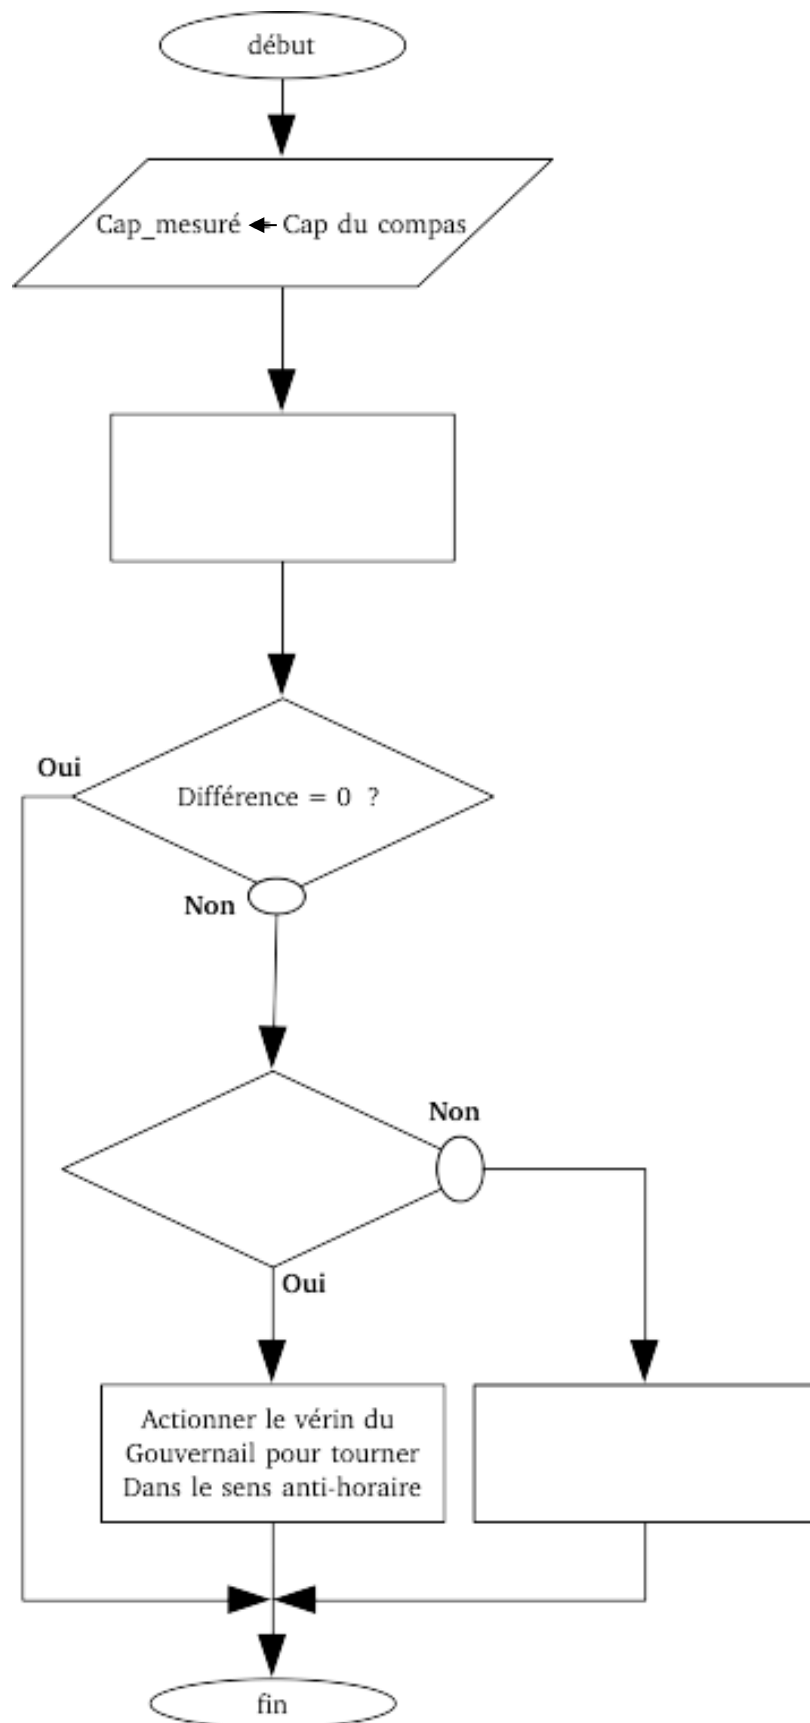 début
Cap_mesuré ← Cap du compas
Oui
Différence = 0 ?
Non
Non
Oui
Actionner le vérin du
Gouvernail pour tourner
Dans le sens anti-horaire
fin